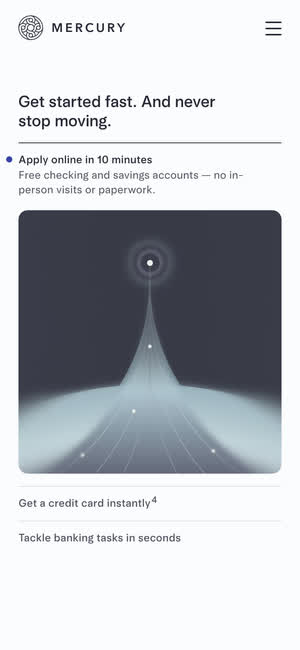 MERCURY
Get started fast. And never
stop moving.
Apply online in 10 minutes
Free checking and savings accounts — no in-
person visits or paperwork.
Get a credit card instantly⁴
Tackle banking tasks in seconds